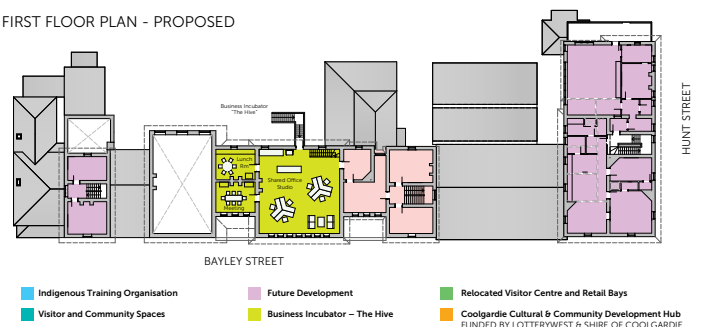 FIRST FLOOR PLAN - PROPOSED
HUNT STREET
Business Incubator
"The Hive"
Lunch
Rm
Shared Office
Studio
Meeting
BAYLEY STREET
Indigenous Training Organisation
Future Development
Relocated Visitor Centre and Retail Bays
Visitor and Community Spaces
Business Incubator – The Hive
Coolgardie Cultural & Community Development Hub
FUNDED BY LOTTERYWEST & SHIRE OF COOLGARDIE